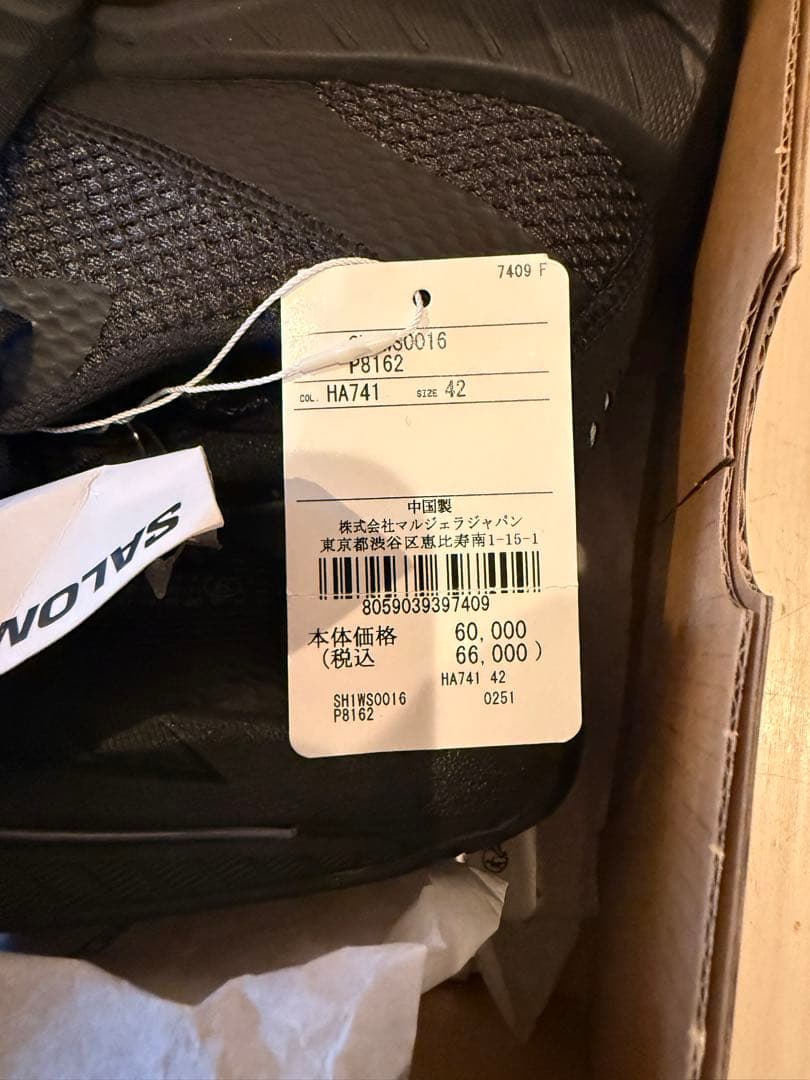 7409 F
SH1WS0016
P8162
COL. HA741 SIZE 42
中国製
株式会社マルジェラジャパン
東京都渋谷区恵比寿南1-15-1
8059039397409
本体価格 60,000
(税込 66,000)
HA741 42
SH1WS0016 0251
P8162
SALOM